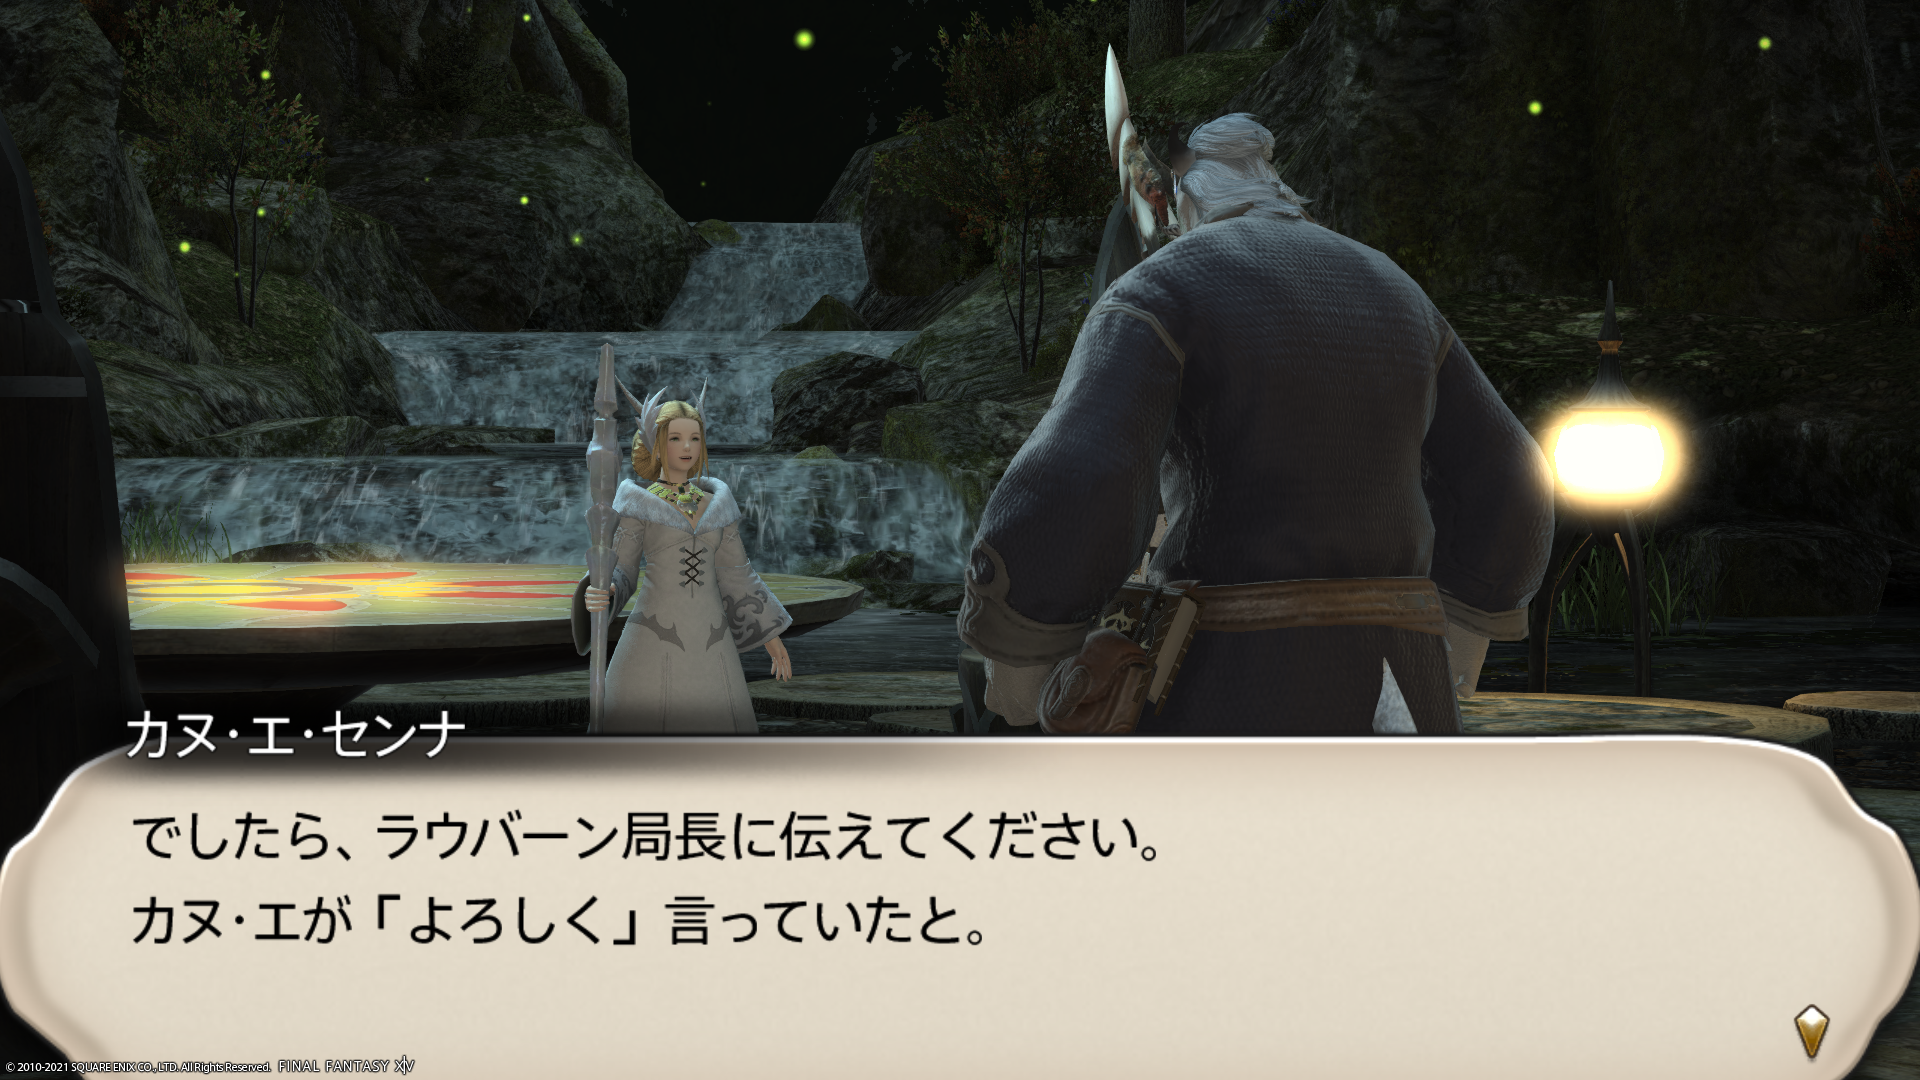 カヌ・エ・センナ
でしたら、ラウバーン局長に伝えてください。
カヌ・エが「よろしく」言っていたと。
© 2010-2021 SQUARE ENIX CO., LTD. All Rights Reserved. FINAL FANTASY XIV